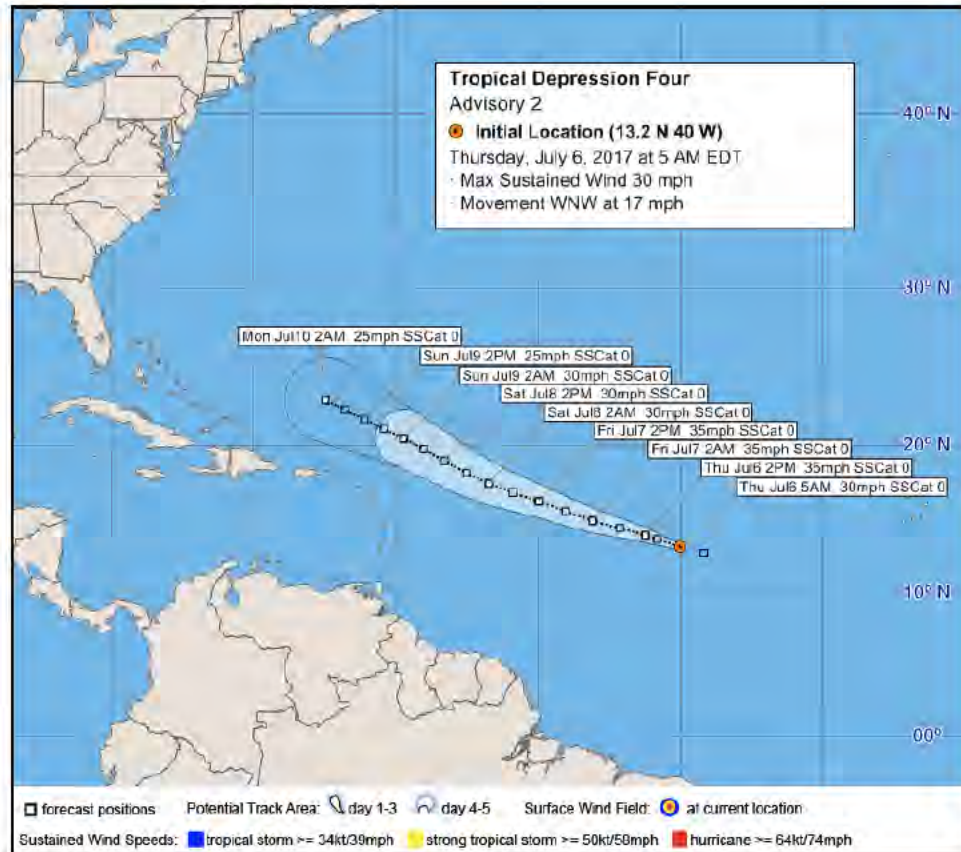 Tropical Depression Four
Advisory 2
Initial Location (13.2 N 40 W)
Thursday, July 6, 2017 at 5 AM EDT
· Max Sustained Wind 30 mph
· Movement WNW at 17 mph
40° N
30° N
Mon Jul10 2AM 25mph SSCat 0
Sun Jul9 2PM 25mph SSCat 0
Sun Jul9 2AM 30mph SSCat 0
Sat Jul8 2PM 30mph SSCat 0
Sat Jul8 2AM 30mph SSCat 0
Fri Jul7 2PM 35mph SSCat 0
20° N
Fri Jul7 2AM 35mph SSCat 0
Thu Jul6 2PM 35mph SSCat 0
Thu Jul6 5AM 30mph SSCat 0
10° N
00°
forecast positions Potential Track Area: day 1-3 day 4-5 Surface Wind Field: at current location
Sustained Wind Speeds: tropical storm >= 34kt/39mph strong tropical storm >= 50kt/58mph hurricane >= 64kt/74mph